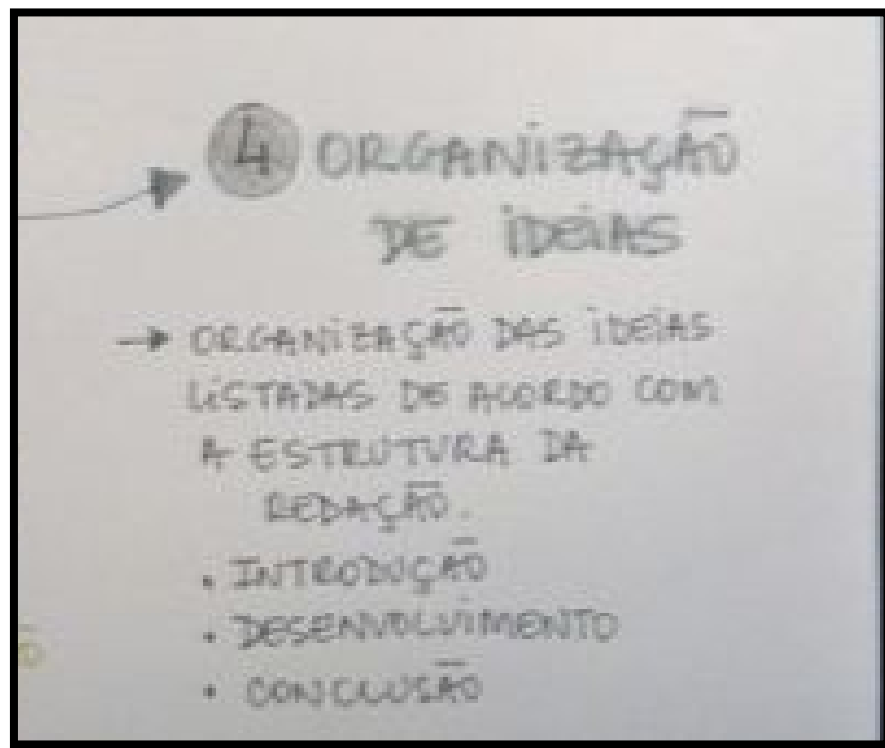 4 ORGANIZAÇÃO
DE IDEIAS
→ ORGANIZAÇÃO DAS IDEIAS
LISTADAS DE ACORDO COM
A ESTRUTURA DA
REDAÇÃO.
• INTRODUÇÃO
• DESENVOLVIMENTO
• CONCLUSÃO